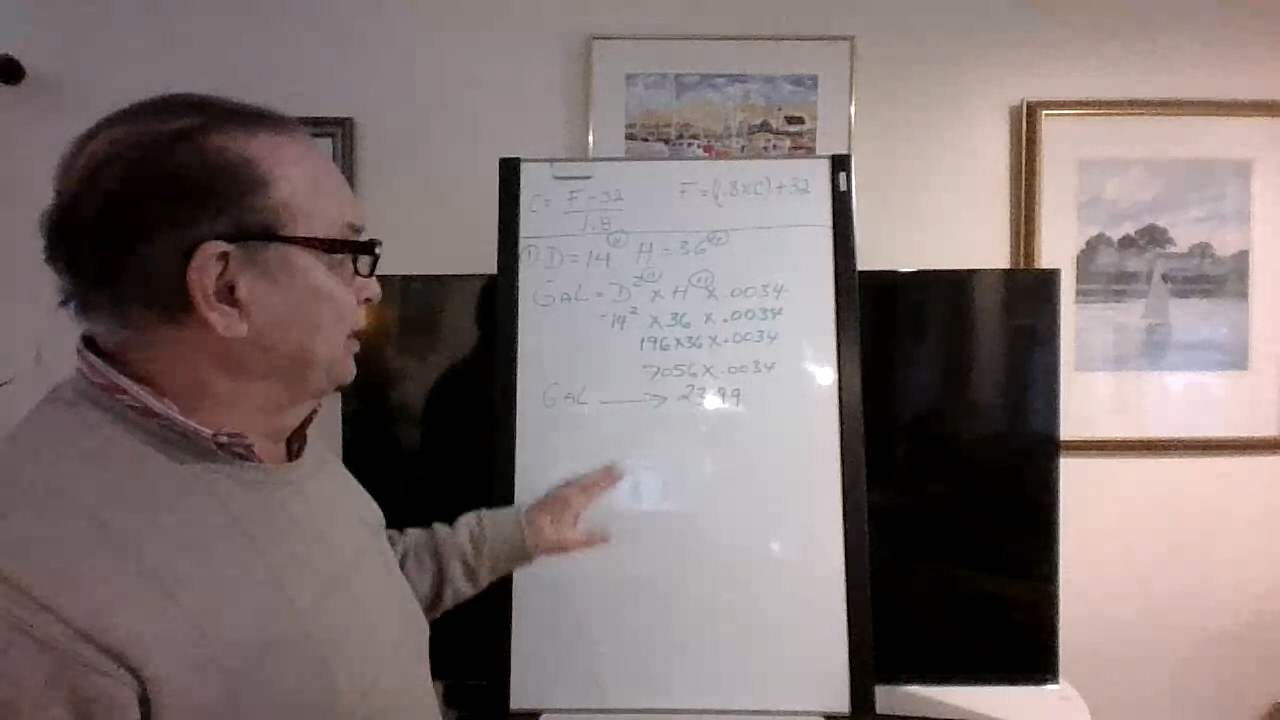 C = F - 32 / 1.8 F = (.8 x C) + 32
1) D = 14" H = 36"
GAL = D²" x H" x .0034
14² x 36 x .0034
196 x 36 x .0034
7056 x .0034
GAL → 23.99